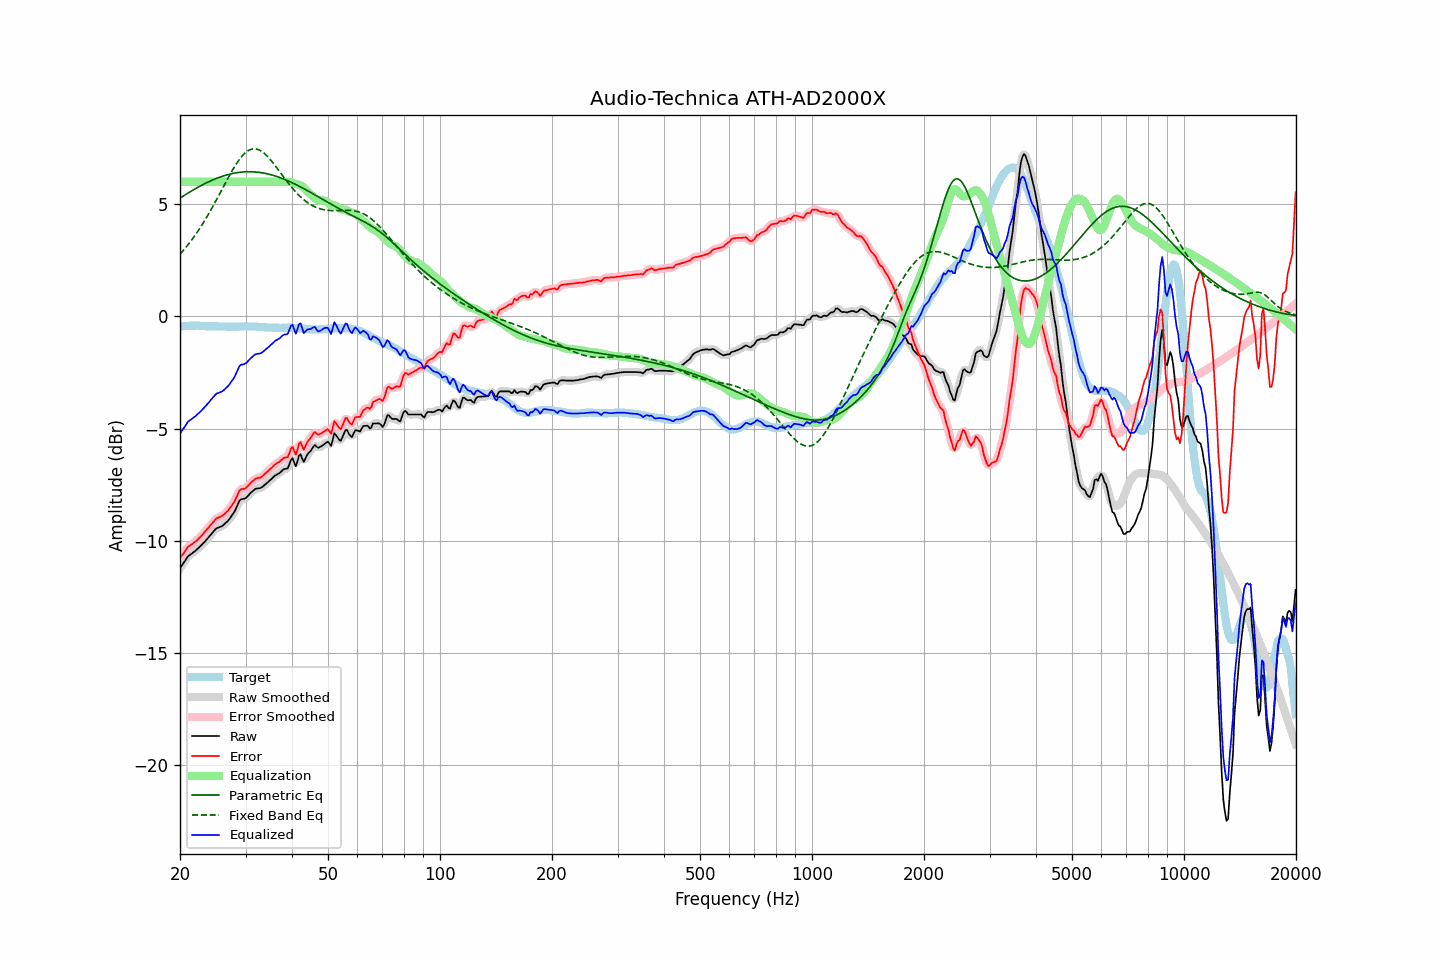 Audio-Technica ATH-AD2000X
Amplitude (dBr)
5
0
−5
−10
−15
−20
Target
Raw Smoothed
Error Smoothed
Raw
Error
Equalization
Parametric Eq
Fixed Band Eq
Equalized
20 50 100 200 500 1000 2000 5000 10000 20000
Frequency (Hz)